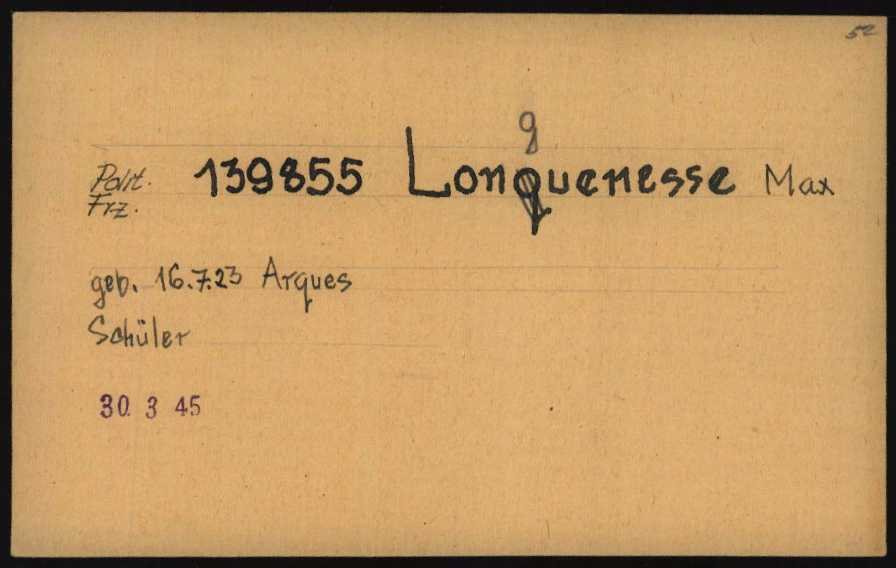 52
g
Polit. 139855 Lonquenesse Max
Frz.
geb. 16.7.23 Arques
Schüler
30. 3 45